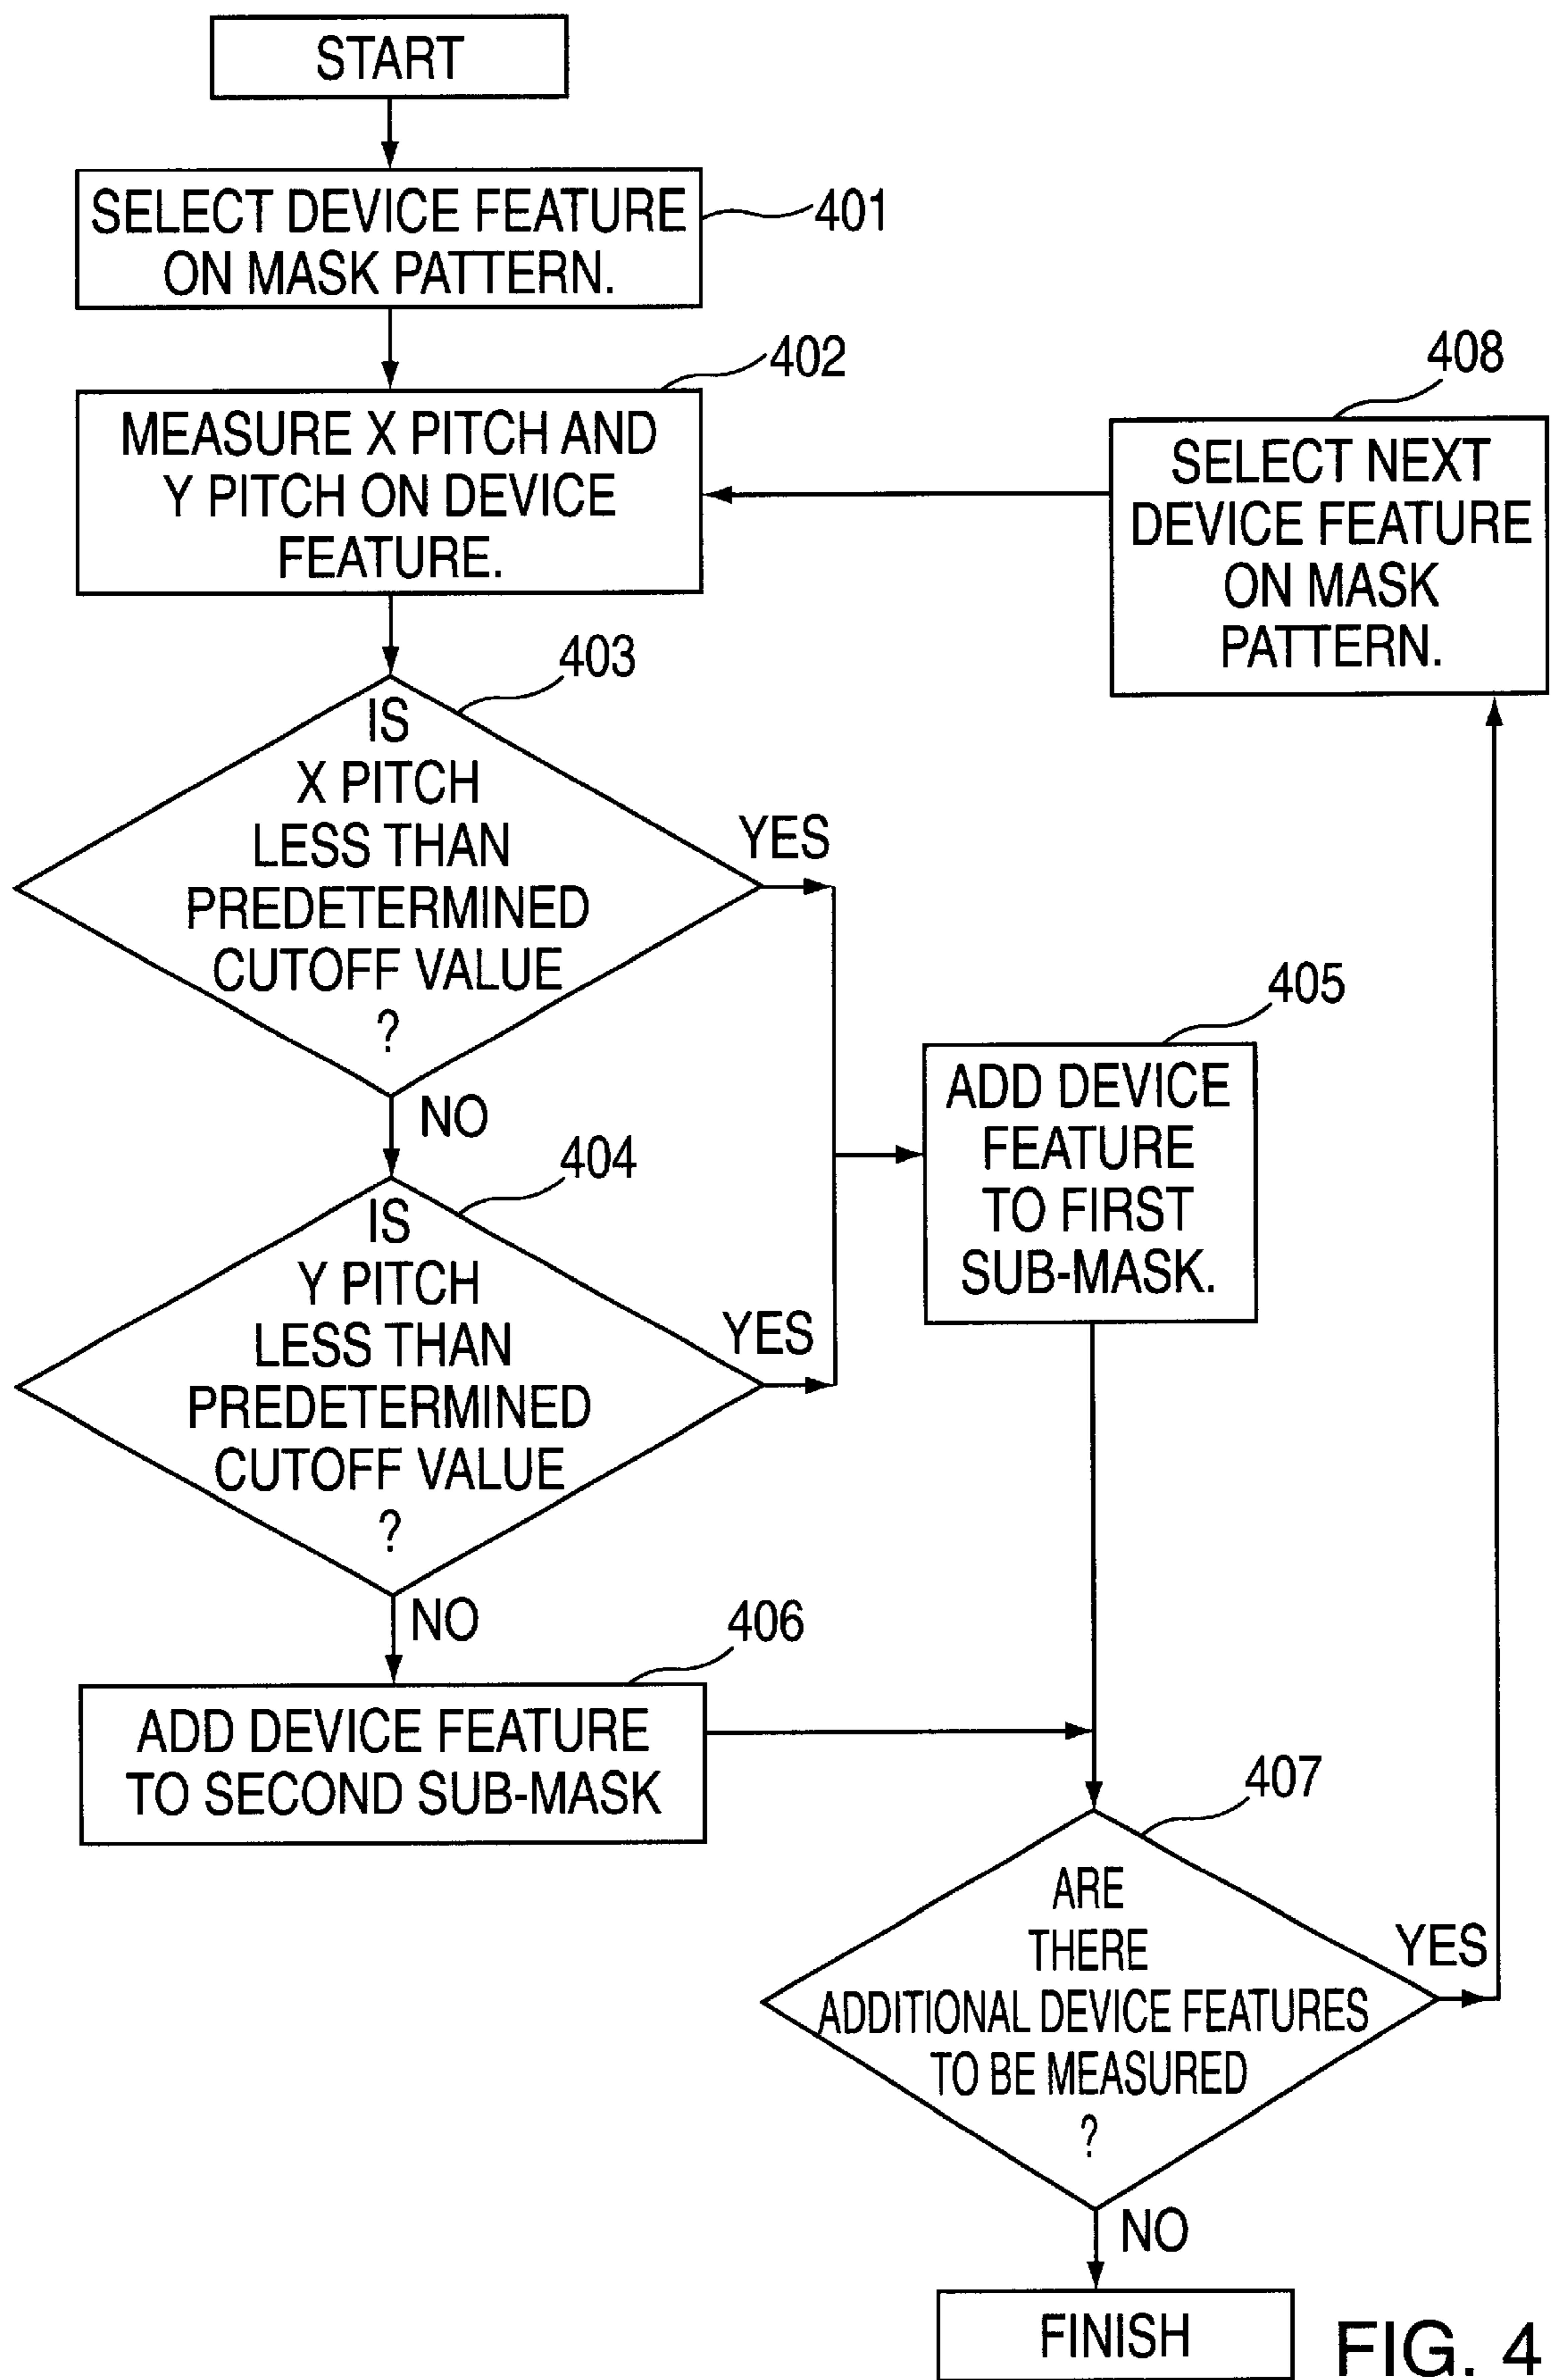 START
SELECT DEVICE FEATURE
ON MASK PATTERN.
401
402
MEASURE X PITCH AND
Y PITCH ON DEVICE
FEATURE.
408
SELECT NEXT
DEVICE FEATURE
ON MASK
PATTERN.
403
IS
X PITCH
LESS THAN
PREDETERMINED
CUTOFF VALUE
?
YES
NO
404
IS
Y PITCH
LESS THAN
PREDETERMINED
CUTOFF VALUE
?
YES
NO
405
ADD DEVICE
FEATURE
TO FIRST
SUB-MASK.
406
ADD DEVICE FEATURE
TO SECOND SUB-MASK
407
ARE
THERE
ADDITIONAL DEVICE FEATURES
TO BE MEASURED
?
YES
NO
FINISH
FIG. 4